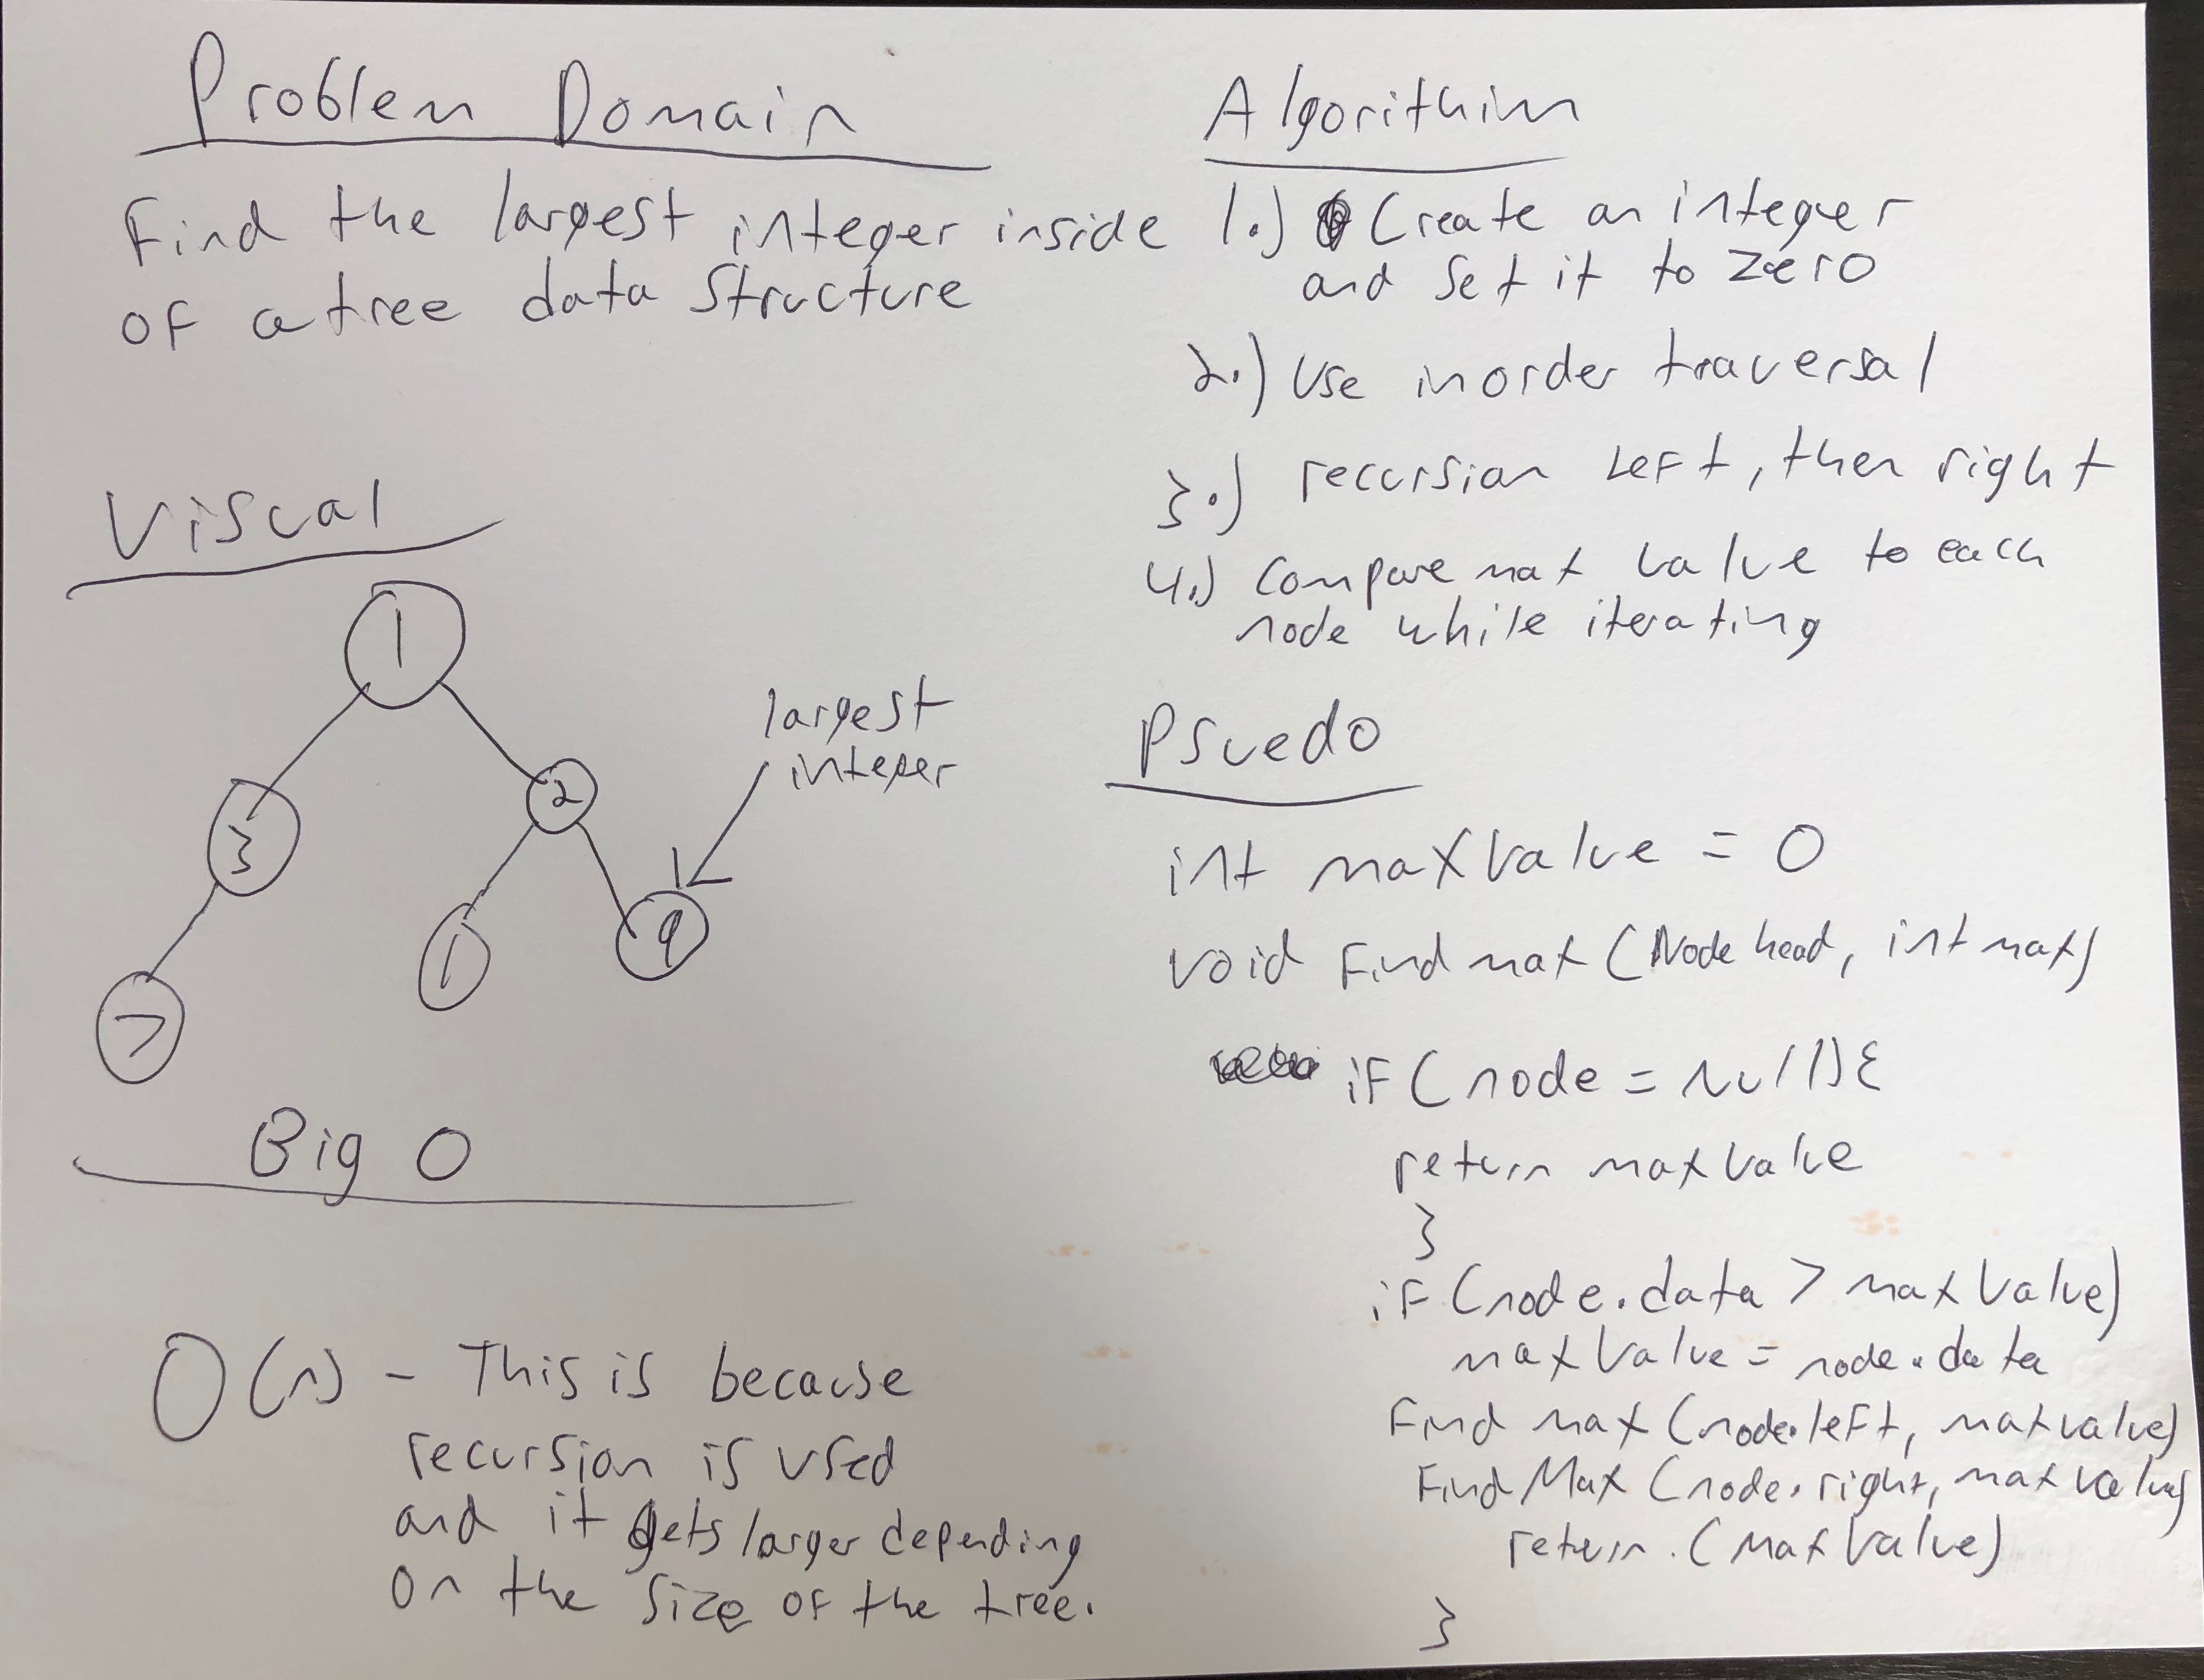 Problem Domain
Find the largest integer inside
of a tree data structure
Visual
1
3
2
7
1
9
largest
integer
Big O
O(n) - This is because
recursion is used
and it gets larger depending
on the size of the tree.
Algorithim
1.) Create an integer
and set it to zero
2.) Use inorder traversal
3.) recursion left, then right
4.) compare max value to each
node while iterating
Psuedo
int maxValue = 0
void Find max (Node head, int max)
if (node = null) {
return maxValue
}
if (node.data > maxValue)
maxValue = node.data
Find max (node.left, maxvalue)
Find Max (node.right, maxvalue)
return. (MaxValue)
}